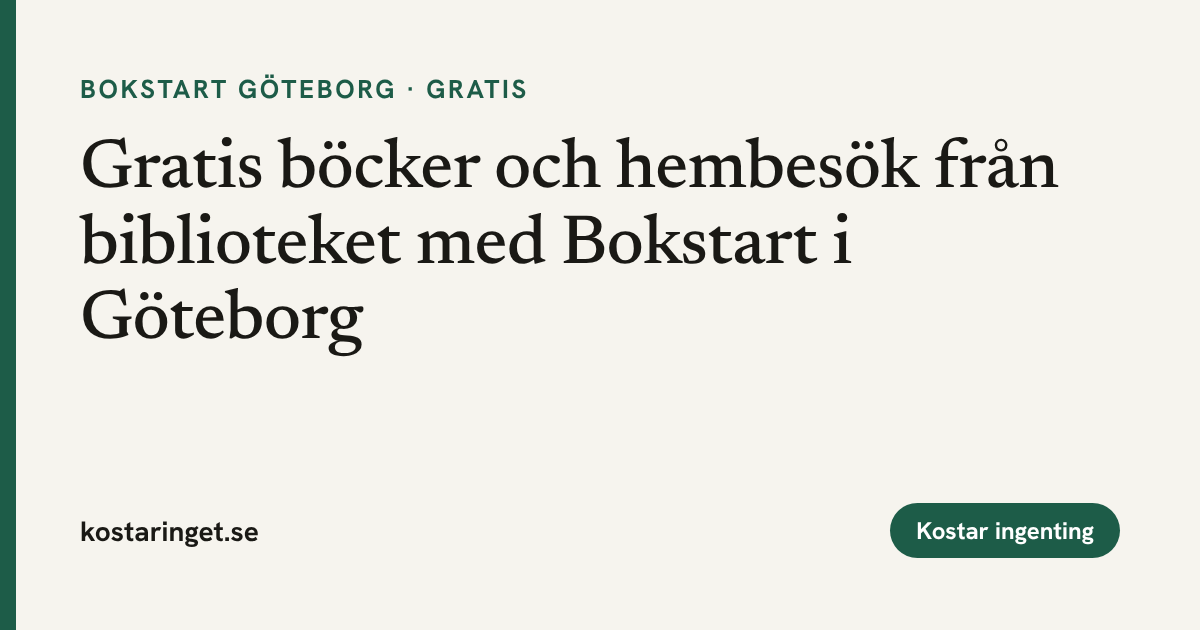 BOKSTART GÖTEBORG · GRATIS
Gratis böcker och hembesök från
biblioteket med Bokstart i
Göteborg
kostaringet.se
Kostar ingenting